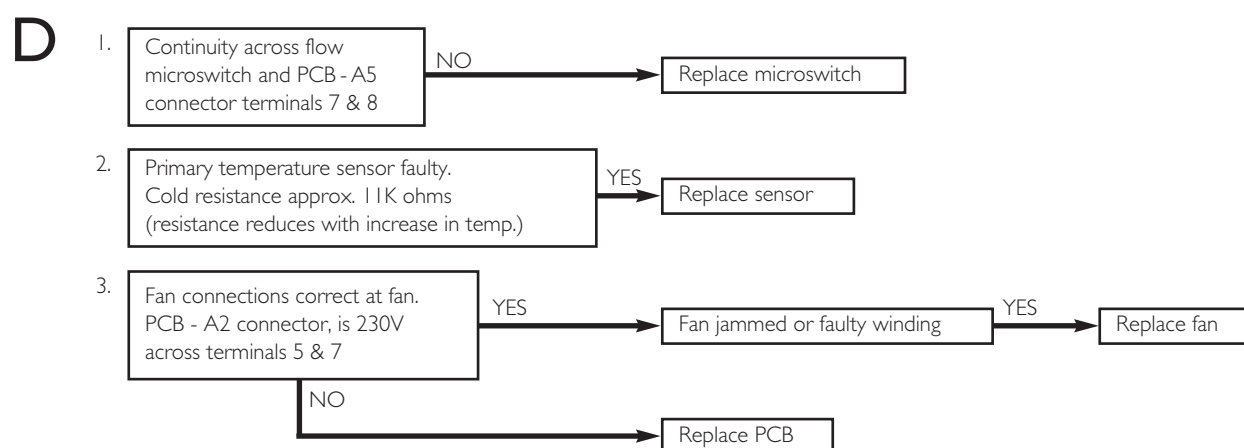 D
1.
Continuity across flow
microswitch and PCB - A5
connector terminals 7 & 8
NO
Replace microswitch
2.
Primary temperature sensor faulty.
Cold resistance approx. 11K ohms
(resistance reduces with increase in temp.)
YES
Replace sensor
3.
Fan connections correct at fan.
PCB - A2 connector, is 230V
across terminals 5 & 7
YES
Fan jammed or faulty winding
YES
Replace fan
NO
Replace PCB